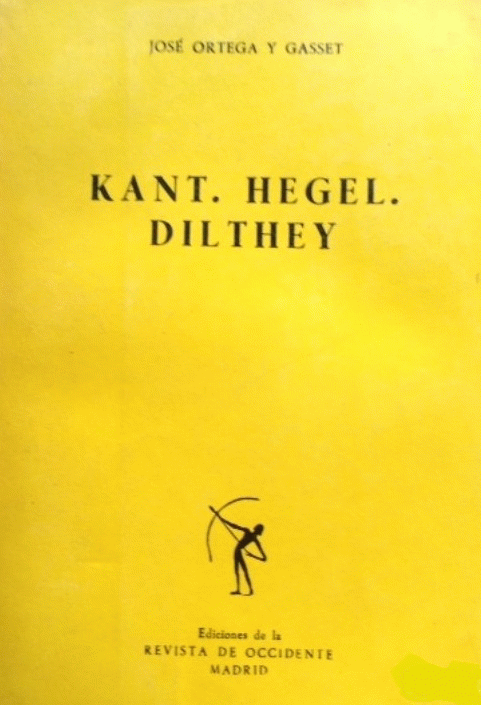 JOSÉ ORTEGA Y GASSET
KANT. HEGEL.
DILTHEY
Ediciones de la
REVISTA DE OCCIDENTE
MADRID